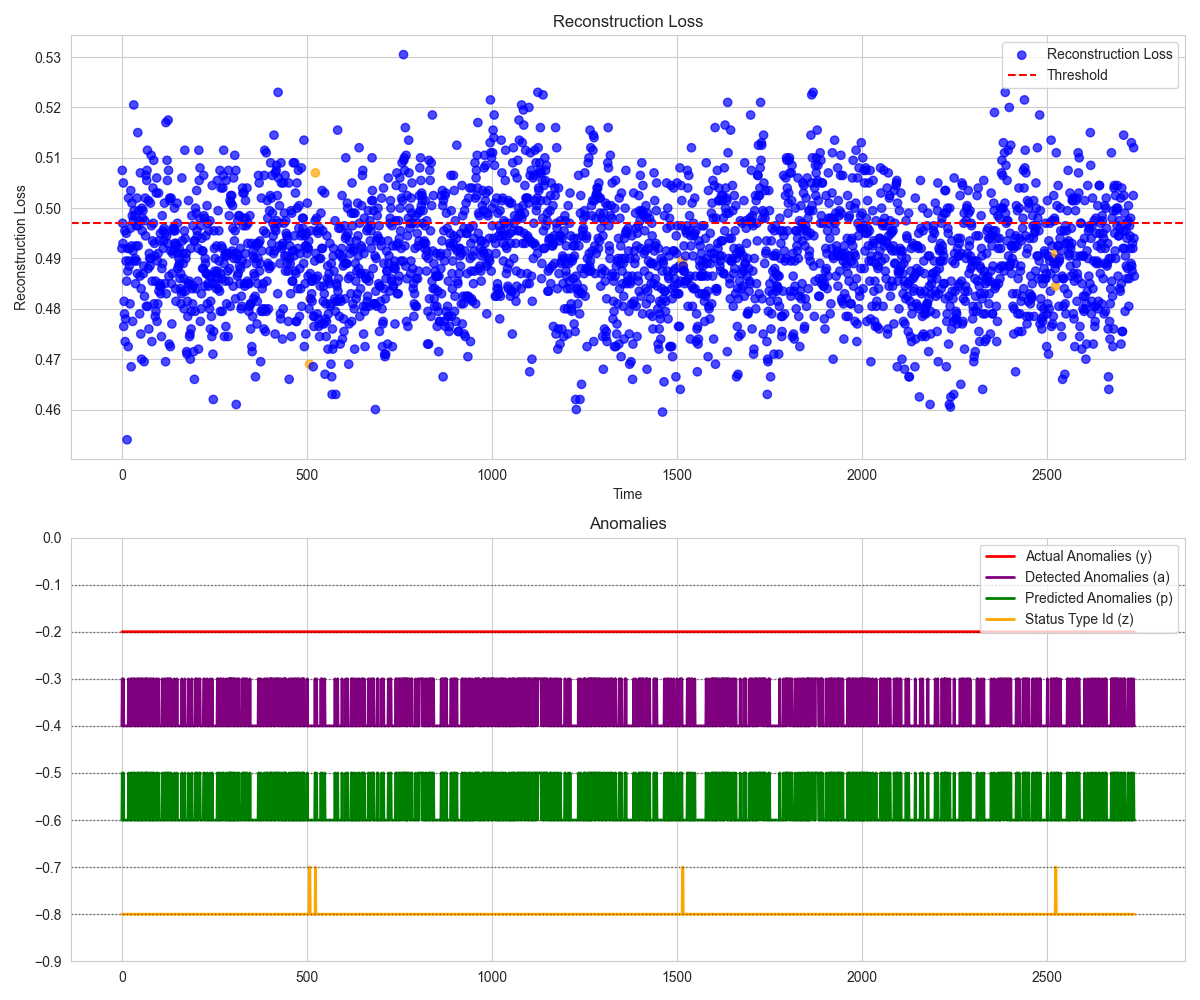 Reconstruction Loss
Reconstruction Loss
Threshold
Reconstruction Loss
0.53
0.52
0.51
0.50
0.49
0.48
0.47
0.46
0 500 1000 1500 2000 2500
Time
Anomalies
Actual Anomalies (y)
Detected Anomalies (a)
Predicted Anomalies (p)
Status Type Id (z)
0.0
−0.1
−0.2
−0.3
−0.4
−0.5
−0.6
−0.7
−0.8
−0.9
0 500 1000 1500 2000 2500